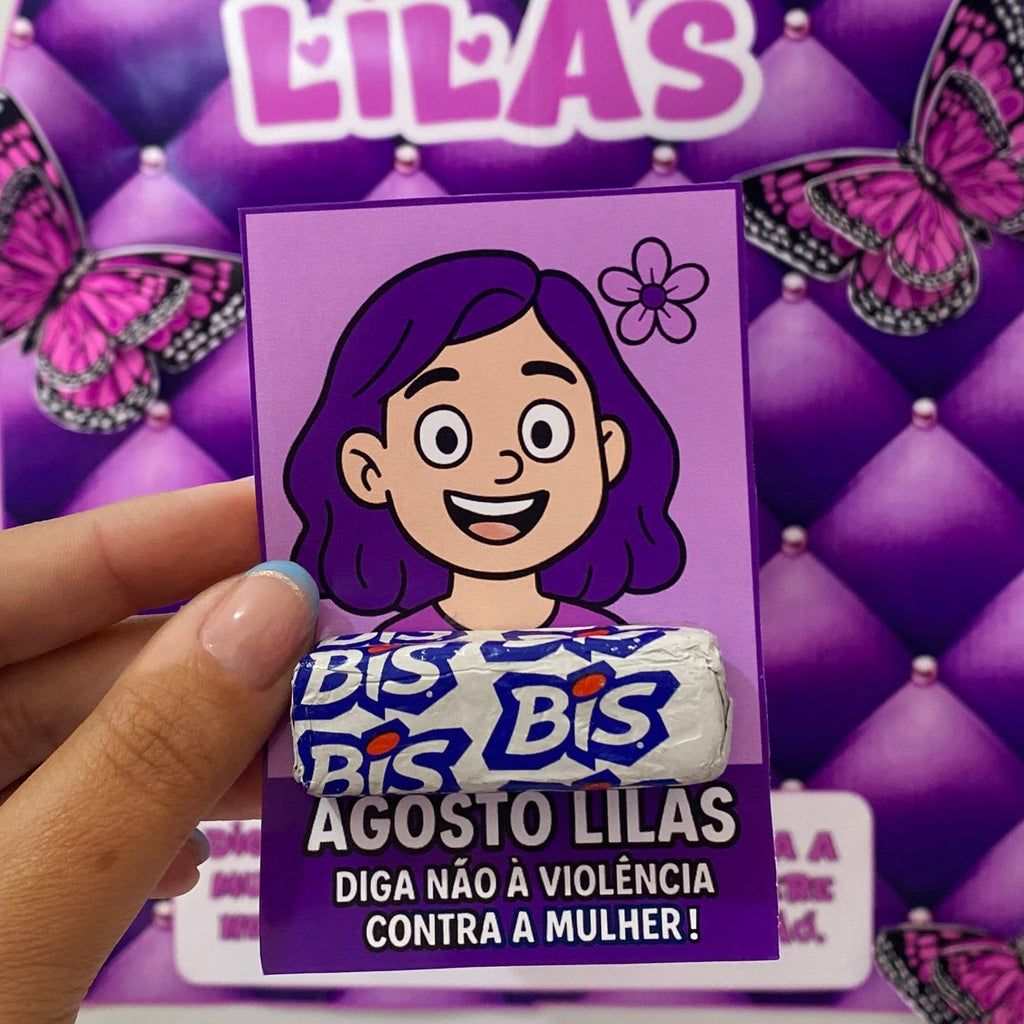 LILAS
BiS
BiS
BiS
AGOSTO LILAS
DIGA NÃO À VIOLÊNCIA
CONTRA A MULHER!